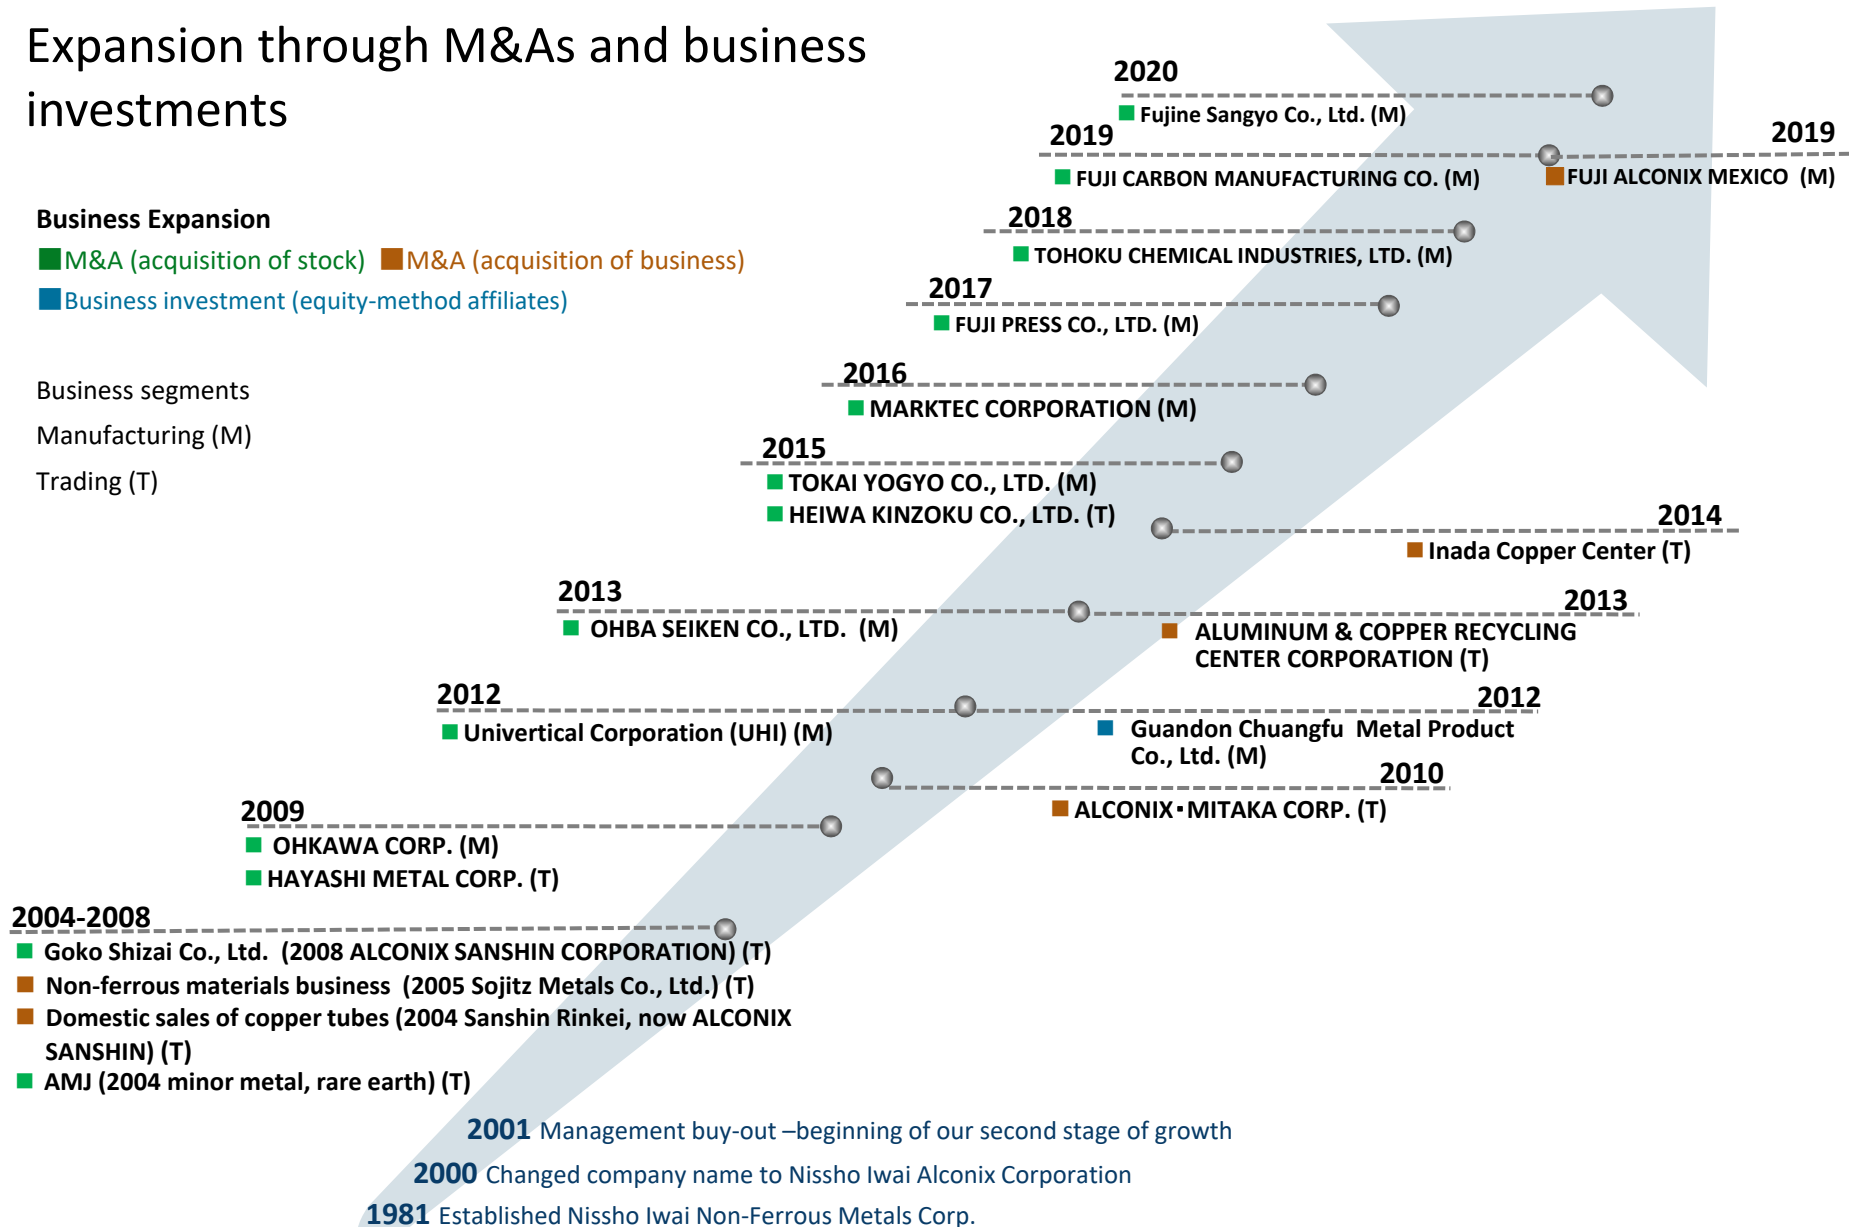 Expansion through M&As and business
investments
Business Expansion
M&A (acquisition of stock) M&A (acquisition of business)
Business investment (equity-method affiliates)
Business segments
Manufacturing (M)
Trading (T)
2020
Fujine Sangyo Co., Ltd. (M)
2019
FUJI CARBON MANUFACTURING CO. (M)
2019
FUJI ALCONIX MEXICO (M)
2018
TOHOKU CHEMICAL INDUSTRIES, LTD. (M)
2017
FUJI PRESS CO., LTD. (M)
2016
MARKTEC CORPORATION (M)
2015
TOKAI YOGYO CO., LTD. (M)
HEIWA KINZOKU CO., LTD. (T)
2014
Inada Copper Center (T)
2013
OHBA SEIKEN CO., LTD. (M)
2013
ALUMINUM & COPPER RECYCLING
CENTER CORPORATION (T)
2012
Univertical Corporation (UHI) (M)
2012
Guandon Chuangfu Metal Product
Co., Ltd. (M)
2010
ALCONIX・MITAKA CORP. (T)
2009
OHKAWA CORP. (M)
HAYASHI METAL CORP. (T)
2004-2008
Goko Shizai Co., Ltd. (2008 ALCONIX SANSHIN CORPORATION) (T)
Non-ferrous materials business (2005 Sojitz Metals Co., Ltd.) (T)
Domestic sales of copper tubes (2004 Sanshin Rinkei, now ALCONIX
SANSHIN) (T)
AMJ (2004 minor metal, rare earth) (T)
2001 Management buy-out –beginning of our second stage of growth
2000 Changed company name to Nissho Iwai Alconix Corporation
1981 Established Nissho Iwai Non-Ferrous Metals Corp.